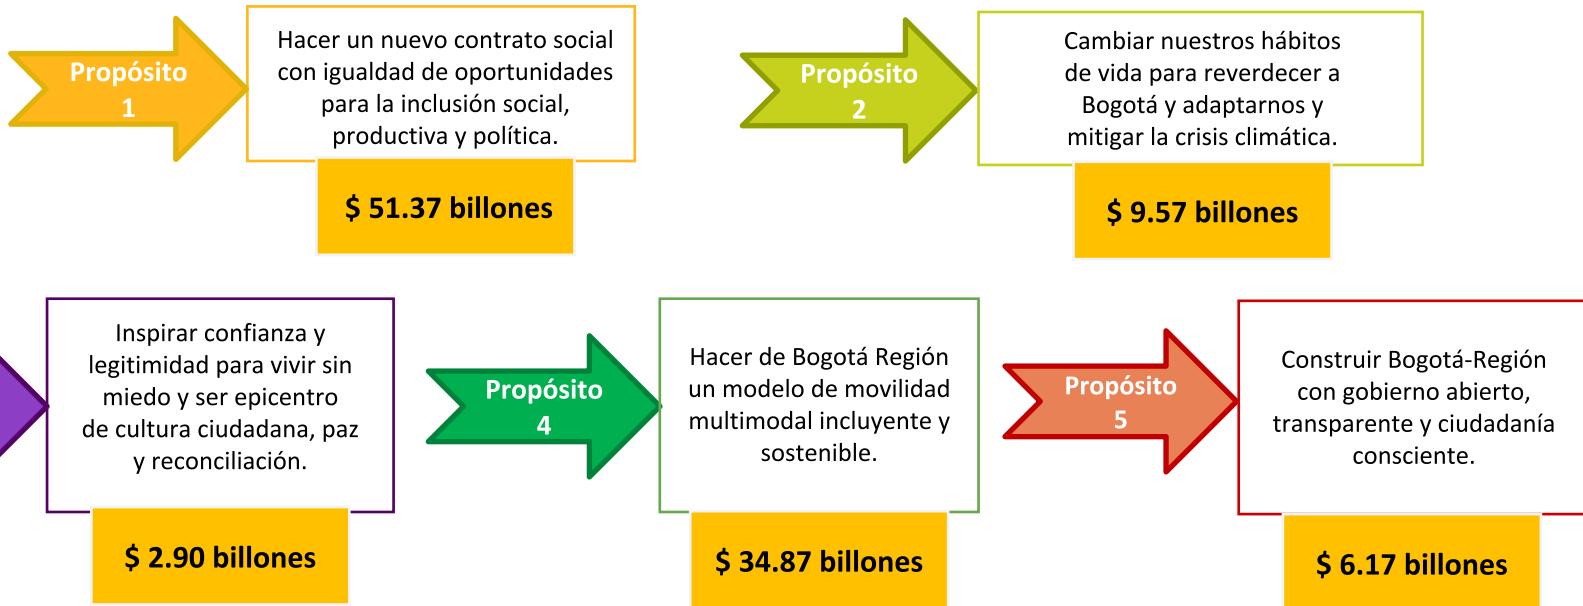 Propósito
1
Hacer un nuevo contrato social
con igualdad de oportunidades
para la inclusión social,
productiva y política.
$ 51.37 billones
Propósito
2
Cambiar nuestros hábitos
de vida para reverdecer a
Bogotá y adaptarnos y
mitigar la crisis climática.
$ 9.57 billones
Inspirar confianza y
legitimidad para vivir sin
miedo y ser epicentro
de cultura ciudadana, paz
y reconciliación.
$ 2.90 billones
Propósito
4
Hacer de Bogotá Región
un modelo de movilidad
multimodal incluyente y
sostenible.
$ 34.87 billones
Propósito
5
Construir Bogotá-Región
con gobierno abierto,
transparente y ciudadanía
consciente.
$ 6.17 billones